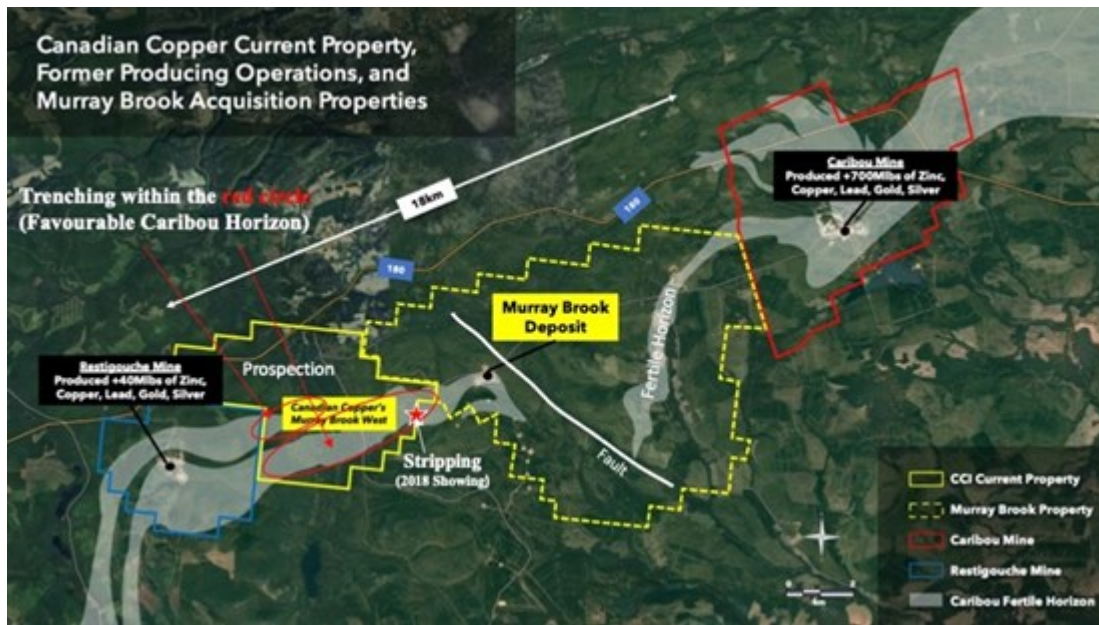 Canadian Copper Current Property,
Former Producing Operations, and
Murray Brook Acquisition Properties
Trenching within the red circle
(Favourable Caribou Horizon)
18km
180
180
Caribou Mine
Produced +700Mlbs of Zinc,
Copper, Lead, Gold, Silver
Murray Brook
Deposit
Fertile Horizon
Restigouche Mine
Produced +40Mlbs of Zinc,
Copper, Lead, Gold, Silver
Prospection
Canadian Copper's
Murray Brook West
Stripping
(2018 Showing)
Fault
CCI Current Property
Murray Brook Property
Caribou Mine
Restigouche Mine
Caribou Fertile Horizon
0
2
km